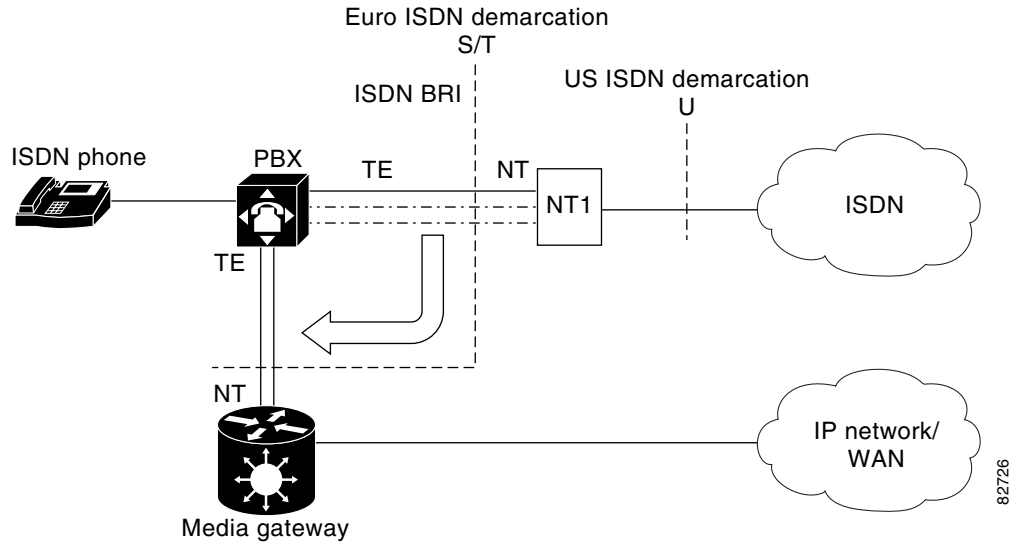 Euro ISDN demarcation
S/T
ISDN BRI
US ISDN demarcation
U
ISDN phone
PBX
TE
NT
NT1
ISDN
TE
NT
IP network/
WAN
Media gateway
82726